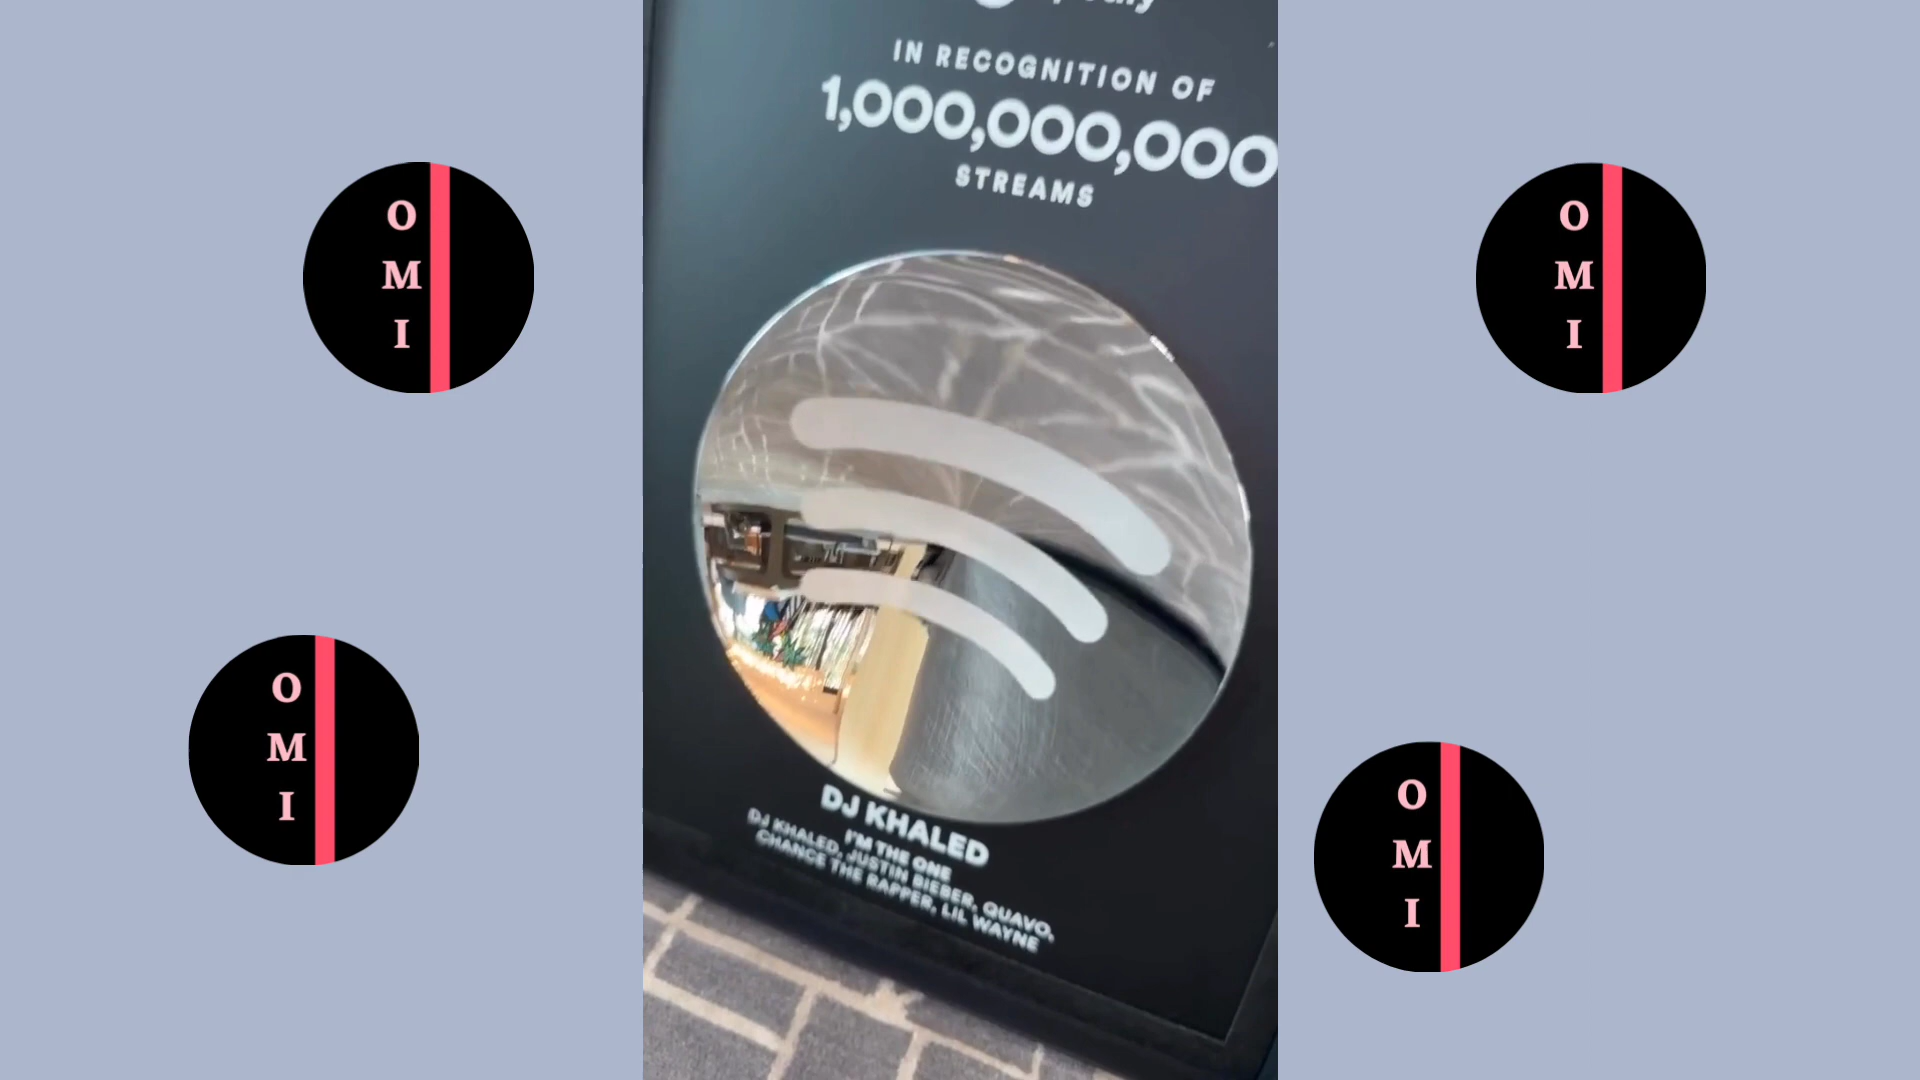 IN RECOGNITION OF
1,000,000,000
STREAMS
DJ KHALED
I'M THE ONE
DJ KHALED, JUSTIN BIEBER, QUAVO,
CHANCE THE RAPPER, LIL WAYNE
O
M
I
O
M
I
O
M
I
O
M
I